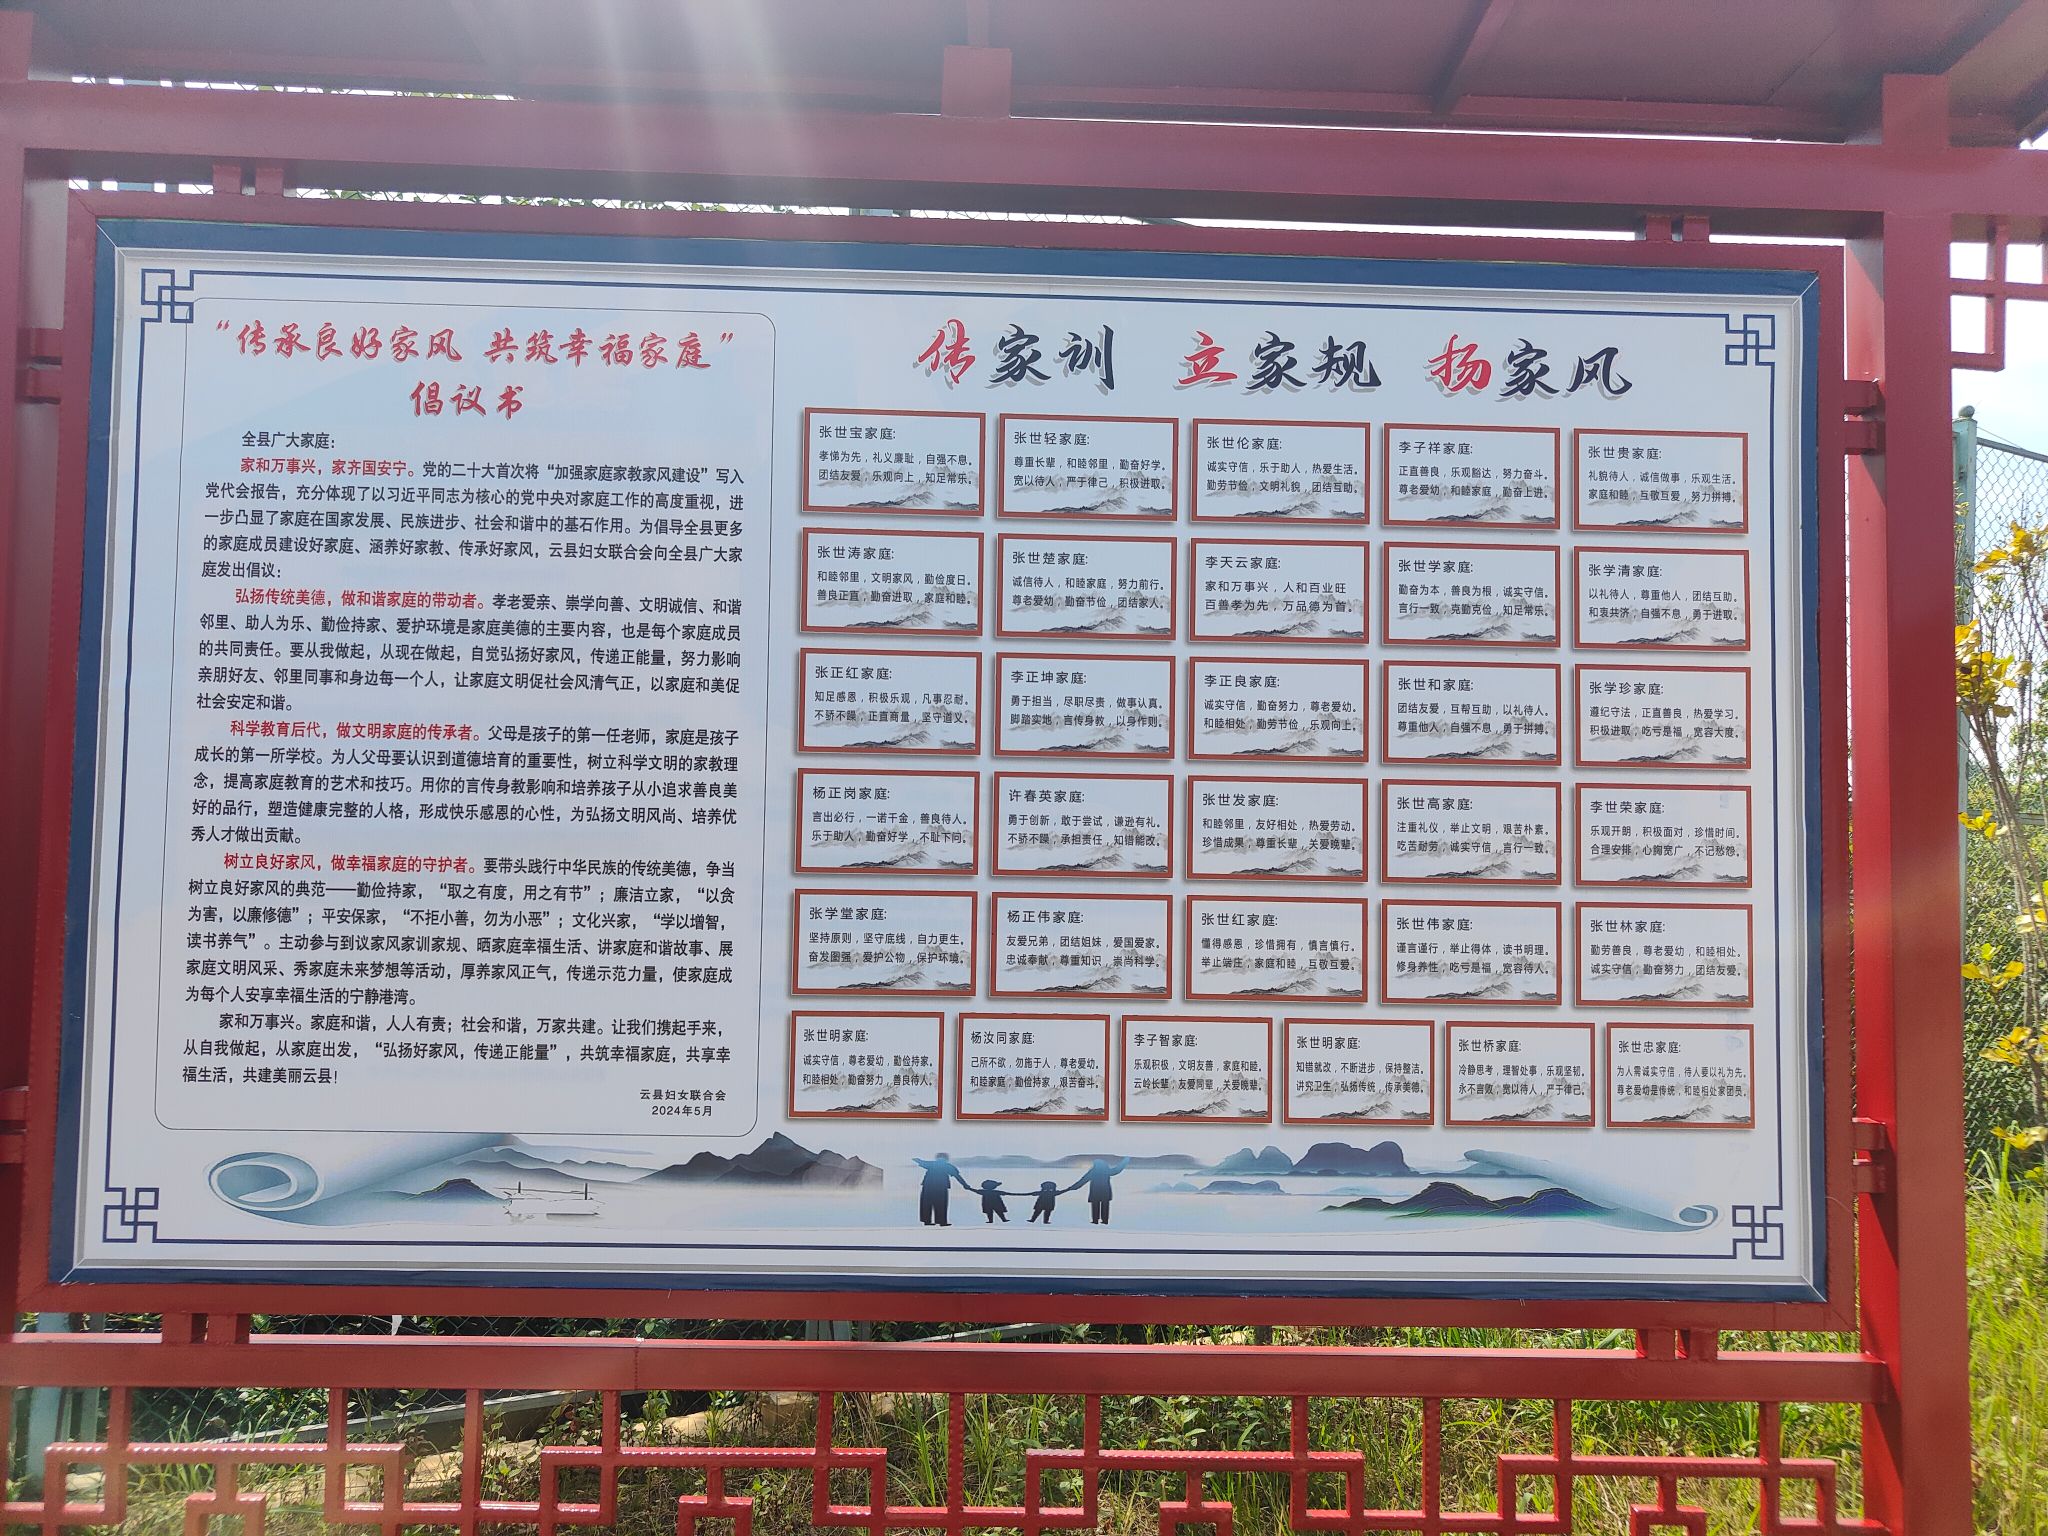 “传承良好家风 共筑幸福家庭”
倡议书
全县广大家庭：
家和万事兴，家齐国安宁。党的二十大首次将“加强家庭家教家风建设”写入
党代会报告，充分体现了以习近平同志为核心的党中央对家庭工作的高度重视，进
一步凸显了家庭在国家发展、民族进步、社会和谐中的基石作用。为倡导全县更多
的家庭成员建设好家庭、涵养好家教、传承好家风，云县妇女联合会向全县广大家
庭发出倡议：
弘扬传统美德，做和谐家庭的带动者。孝老爱亲、崇学向善、文明诚信、和谐
邻里、助人为乐、勤俭持家、爱护环境是家庭美德的主要内容，也是每个家庭成员
的共同责任。要从我做起，从现在做起，自觉弘扬好家风，传递正能量，努力影响
亲朋好友、邻里同事和身边每一个人，让家庭文明促社会风清气正，以家庭和美促
社会安定和谐。
科学教育后代，做文明家庭的传承者。父母是孩子的第一任老师，家庭是孩子
成长的第一所学校。为人父母要认识到道德培育的重要性，树立科学文明的家教理
念，提高家庭教育的艺术和技巧。用你的言传身教影响和培养孩子从小追求善良美
好的品行，塑造健康完整的人格，形成快乐感恩的心性，为弘扬文明风尚、培养优
秀人才做出贡献。
树立良好家风，做幸福家庭的守护者。要带头践行中华民族的传统美德，争当
树立良好家风的典范——勤俭持家，“取之有度，用之有节”；廉洁立家，“以贪
为害，以廉修德”；平安保家，“不拒小善，勿为小恶”；文化兴家，“学以增智，
读书养气”。主动参与到议家风家训家规、晒家庭幸福生活、讲家庭和谐故事、展
家庭文明风采、秀家庭未来梦想等活动，厚养家风正气，传递示范力量，使家庭成
为每个人安享幸福生活的宁静港湾。
家和万事兴。家庭和谐，人人有责；社会和谐，万家共建。让我们携起手来，
从自我做起，从家庭出发，“弘扬好家风，传递正能量”，共筑幸福家庭，共享幸
福生活，共建美丽云县！
云县妇女联合会
2024年5月
传家训 立家规 扬家风
张世宝家庭:
孝悌为先，礼义廉耻，自强不息。
团结友爱，乐观向上，知足常乐。
张世轻家庭:
尊重长辈，和睦邻里，勤奋好学。
宽以待人，严于律己，积极进取。
张世伦家庭:
诚实守信，乐于助人，热爱生活。
勤劳节俭，文明礼貌，团结互助。
李子祥家庭:
正直善良，乐观豁达，努力奋斗。
尊老爱幼，和睦家庭，勤奋上进。
张世贵家庭:
礼貌待人，诚信做事，乐观生活。
家庭和睦，互敬互爱，努力拼搏。
张世涛家庭:
和睦邻里，文明家风，勤俭度日。
善良正直，勤奋进取，家庭和睦。
张世楚家庭:
诚信待人，和睦家庭，努力前行。
尊老爱幼，勤奋节俭，团结家人。
李天云家庭:
家和万事兴，人和百业旺
百善孝为先，万品德为首。
张世学家庭:
勤奋为本，善良为根，诚实守信。
言行一致，克勤克俭，知足常乐。
张学清家庭:
以礼待人，尊重他人，团结互助。
和衷共济，自强不息，勇于进取。
张正红家庭:
知足感恩，积极乐观，凡事忍耐。
不骄不躁，正直商量，坚守道义。
李正坤家庭:
勇于担当，尽职尽责，做事认真。
脚踏实地，言传身教，以身作则。
李正良家庭:
诚实守信，勤奋努力，尊老爱幼。
和睦相处，勤劳节俭，乐观向上。
张世和家庭:
团结友爱，互帮互助，以礼待人。
尊重他人，自强不息，勇于拼搏。
张学珍家庭:
遵纪守法，正直善良，热爱学习。
积极进取，吃亏是福，宽容大度。
杨正岗家庭:
言出必行，一诺千金，善良待人。
乐于助人，勤奋好学，不耻下问。
许春英家庭:
勇于创新，敢于尝试，谦逊有礼。
不骄不躁，承担责任，知错能改。
张世发家庭:
和睦邻里，友好相处，热爱劳动。
珍惜成果，尊重长辈，关爱晚辈。
张世高家庭:
注重礼仪，举止文明，艰苦朴素。
吃苦耐劳，诚实守信，言行一致。
李世荣家庭:
乐观开朗，积极面对，珍惜时间。
合理安排，心胸宽广，不记愁怨。
张学堂家庭:
坚持原则，坚守底线，自力更生。
奋发图强，爱护公物，保护环境。
杨正伟家庭:
友爱兄弟，团结姐妹，爱国爱家。
忠诚奉献，尊重知识，崇尚科学。
张世红家庭:
懂得感恩，珍惜拥有，慎言慎行。
举止端庄，家庭和睦，互敬互爱。
张世伟家庭:
谨言谨行，举止得体，读书明理。
修身养性，吃亏是福，宽容待人。
张世林家庭:
勤劳善良，尊老爱幼，和睦相处。
诚实守信，勤奋努力，团结友爱。
张世明家庭:
诚实守信，尊老爱幼，勤俭持家。
和睦相处，勤奋努力，善良待人。
杨汝同家庭:
己所不欲，勿施于人，尊老爱幼。
和睦家庭，勤俭持家，艰苦奋斗。
李子智家庭:
乐观积极，文明友善，家庭和睦。
云岭长辈，友爱同辈，关爱晚辈。
张世明家庭:
知错就改，不断进步，保持整洁。
讲究卫生，弘扬传统，传承美德。
张世桥家庭:
冷静思考，理智处事，乐观坚韧。
永不言败，宽以待人，严于律己。
张世忠家庭:
为人需诚实守信，待人要以礼为先。
尊老爱幼是传统，和睦相处家团员。